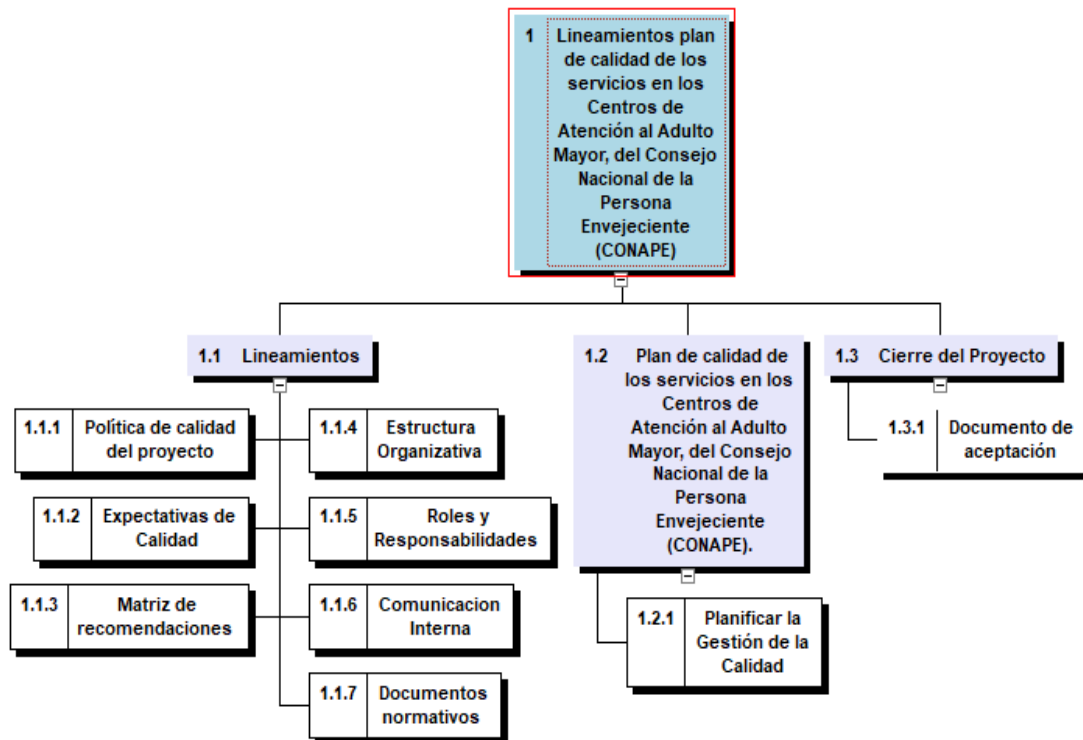 1 Lineamientos plan
de calidad de los
servicios en los
Centros de
Atención al Adulto
Mayor, del Consejo
Nacional de la
Persona
Envejeciente
(CONAPE)
1.1 Lineamientos
1.1.1 Política de calidad
del proyecto
1.1.2 Expectativas de
Calidad
1.1.3 Matriz de
recomendaciones
1.1.4 Estructura
Organizativa
1.1.5 Roles y
Responsabilidades
1.1.6 Comunicacion
Interna
1.1.7 Documentos
normativos
1.2 Plan de calidad de
los servicios en los
Centros de
Atención al Adulto
Mayor, del Consejo
Nacional de la
Persona
Envejeciente
(CONAPE).
1.2.1 Planificar la
Gestión de la
Calidad
1.3 Cierre del Proyecto
1.3.1 Documento de
aceptación